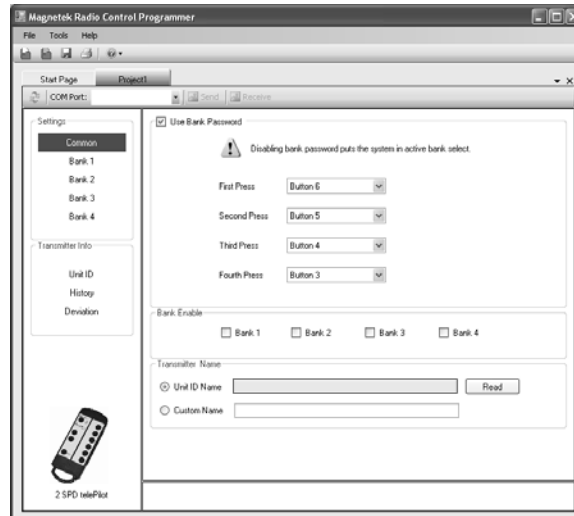 Magnetek Radio Control Programmer
File Tools Help
Start Page Project1
COM Port: Send Receive
Settings
Common
Bank 1
Bank 2
Bank 3
Bank 4
Transmitter Info
Unit ID
History
Deviation
2 SPD telePilot
Use Bank Password
Disabling bank password puts the system in active bank select.
First Press Button 6
Second Press Button 5
Third Press Button 4
Fourth Press Button 3
Bank Enable
Bank 1 Bank 2 Bank 3 Bank 4
Transmitter Name
Unit ID Name Read
Custom Name